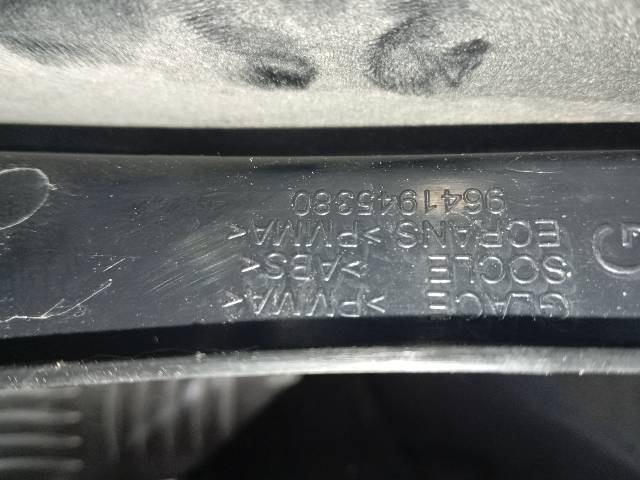 G
GLACE >PMMA<
SOCLE >ABS<
ECRANS >PMMA<
9641945380